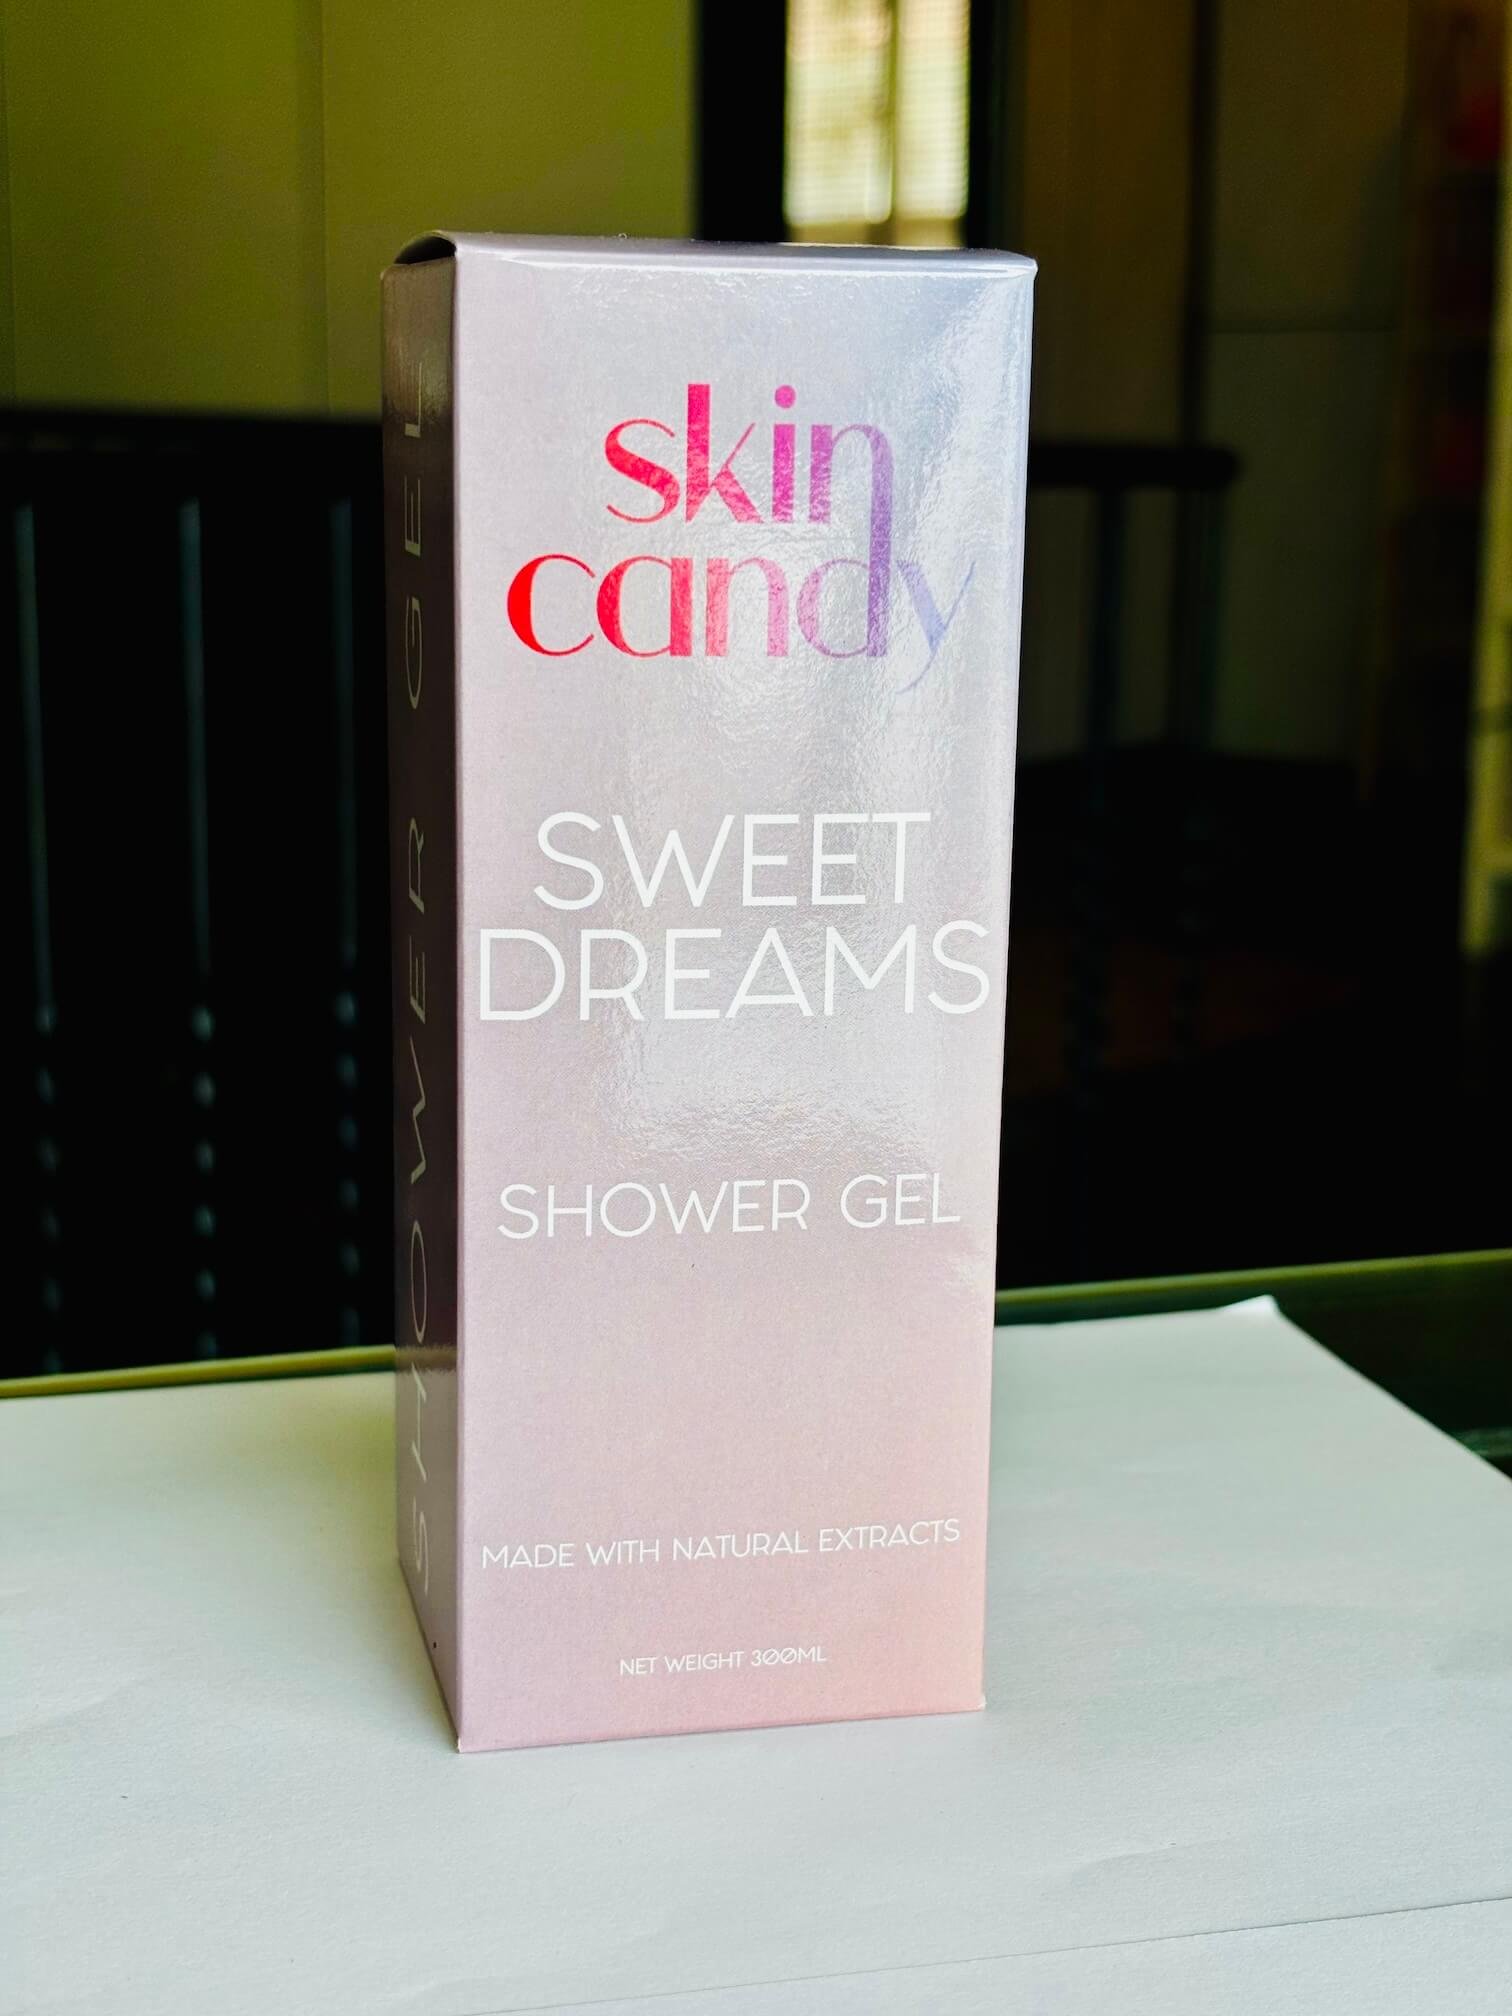 SHOWER GEL
skin
candy
SWEET
DREAMS
SHOWER GEL
MADE WITH NATURAL EXTRACTS
NET WEIGHT 300ML